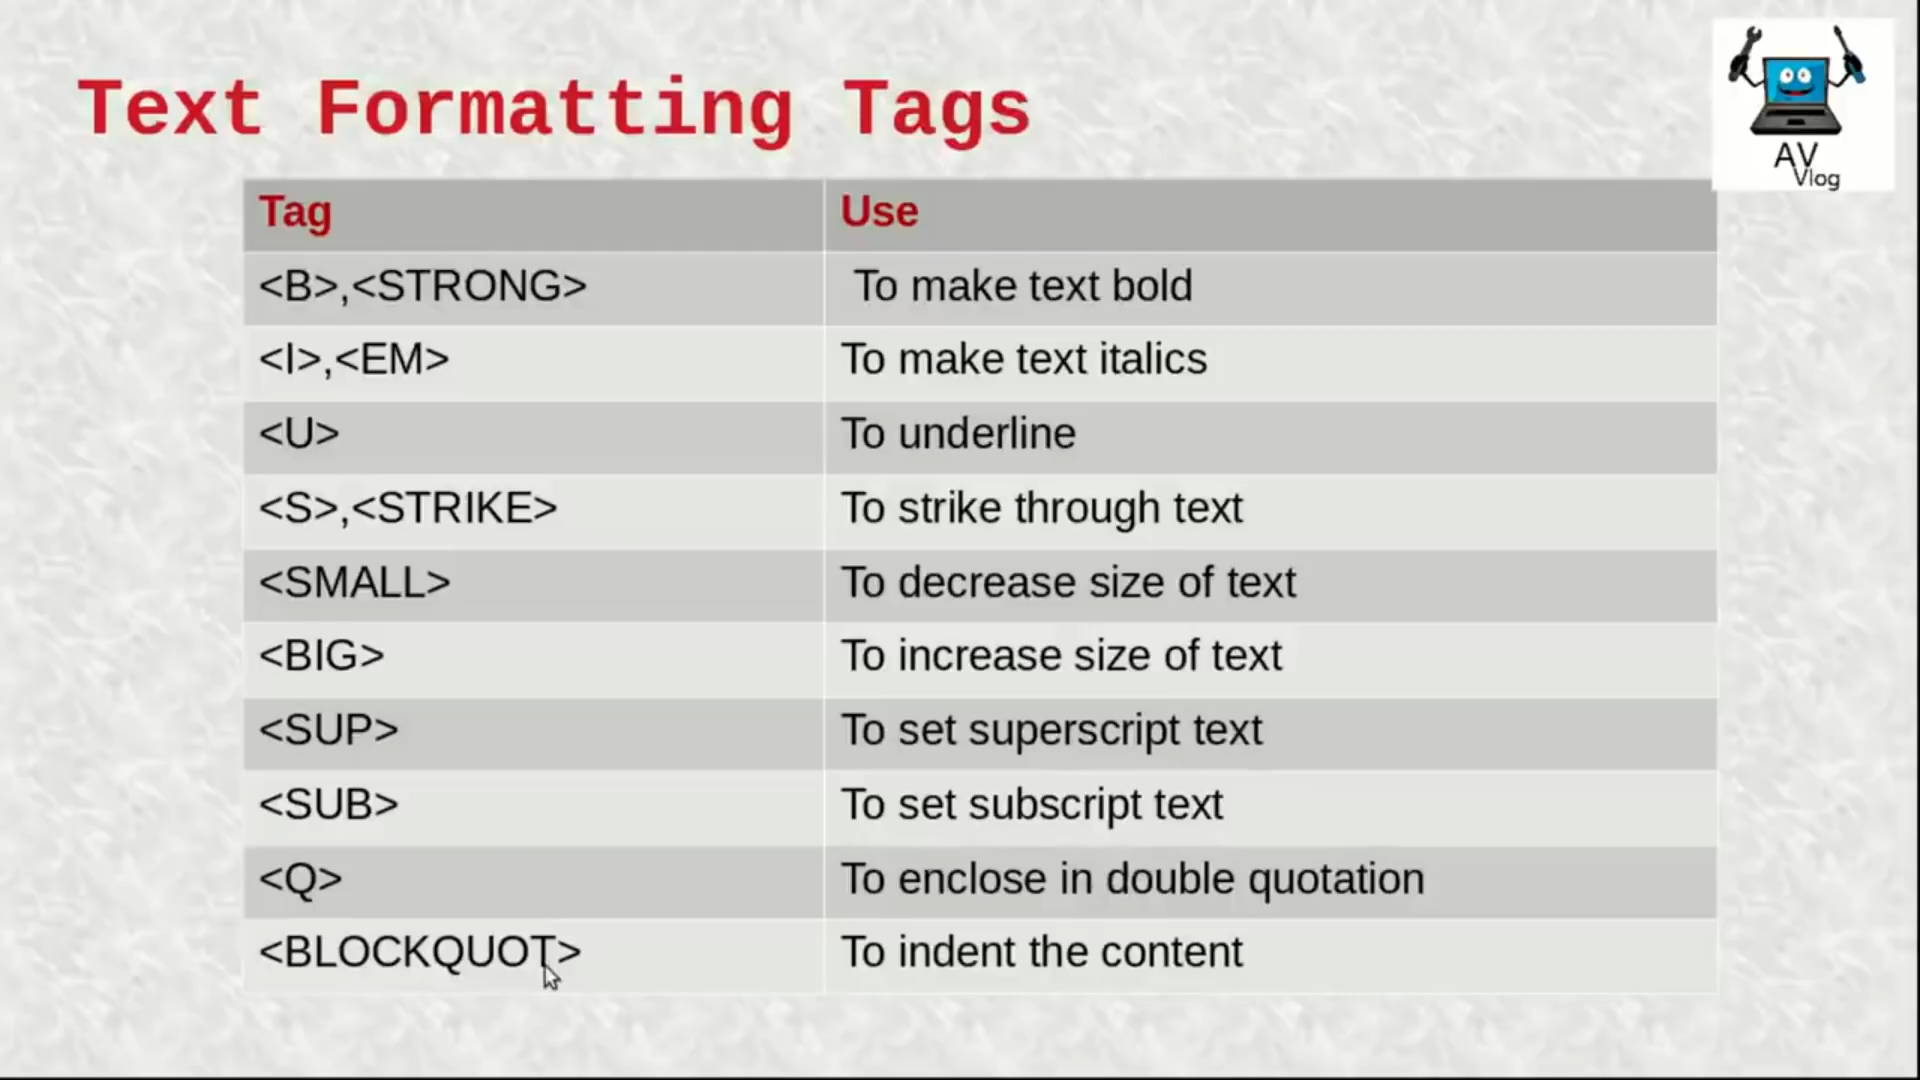 Text Formatting Tags
AV
Vlog
Tag Use
<B>,<STRONG> To make text bold
<I>,<EM> To make text italics
<U> To underline
<S>,<STRIKE> To strike through text
<SMALL> To decrease size of text
<BIG> To increase size of text
<SUP> To set superscript text
<SUB> To set subscript text
<Q> To enclose in double quotation
<BLOCKQUOT> To indent the content